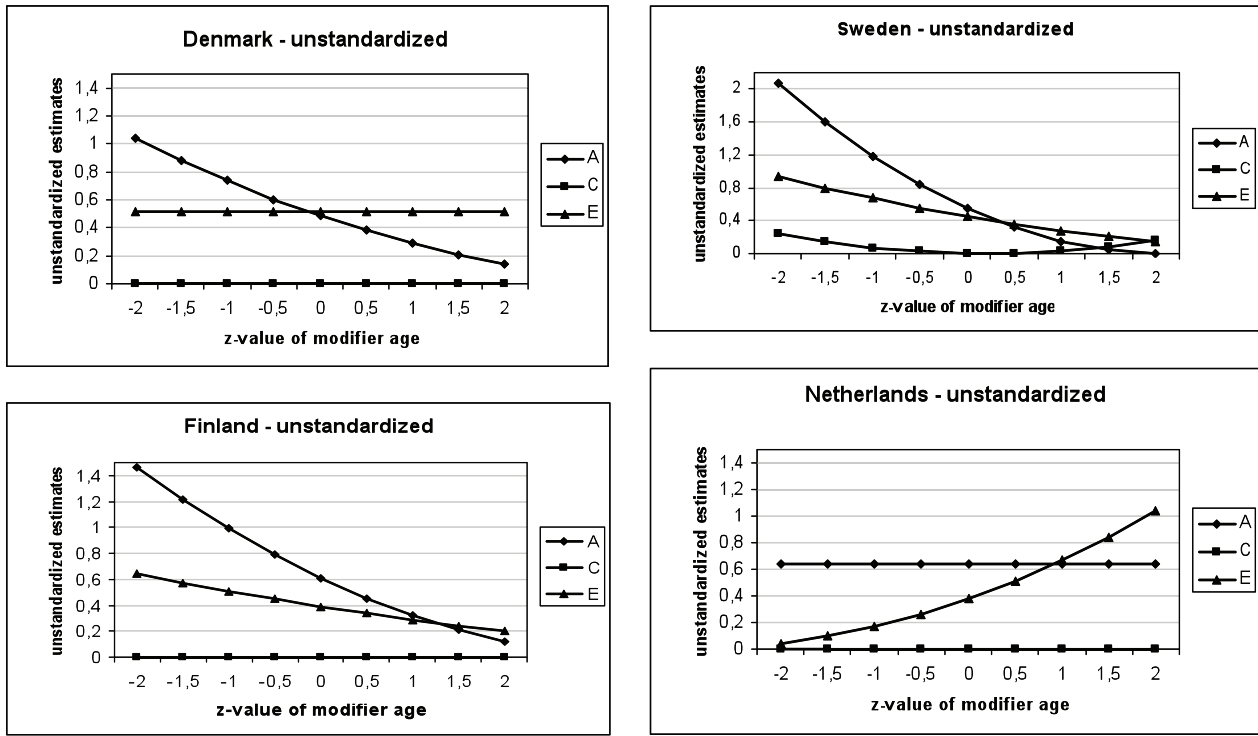 Denmark - unstandardized
unstandardized estimates
1,4
1,2
1
0,8
0,6
0,4
0,2
0
-2 -1,5 -1 -0,5 0 0,5 1 1,5 2
z-value of modifier age
A
C
E
Sweden - unstandardized
unstandardized estimates
2
1,6
1,2
0,8
0,4
0
-2 -1,5 -1 -0,5 0 0,5 1 1,5 2
z-value of modifier age
A
C
E
Finland - unstandardized
unstandardized estimates
1,4
1,2
1
0,8
0,6
0,4
0,2
0
-2 -1,5 -1 -0,5 0 0,5 1 1,5 2
z-value of modifier age
A
C
E
Netherlands - unstandardized
unstandardized estimates
1,4
1,2
1
0,8
0,6
0,4
0,2
0
-2 -1,5 -1 -0,5 0 0,5 1 1,5 2
z-value of modifier age
A
C
E